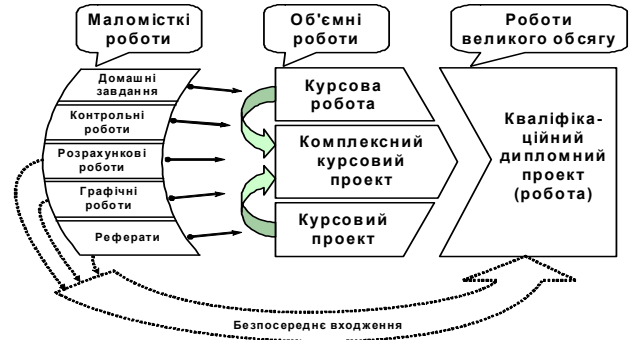 Маломісткі
роботи
Об'ємні
роботи
Роботи
великого обсягу
Домашні
завдання
Контрольні
роботи
Розрахункові
роботи
Графічні
роботи
Реферати
Курсова
робота
Комплексний
курсовий
проект
Курсовий
проект
Кваліфіка-
ційний
дипломний
проект
(робота)
Безпосереднє входження